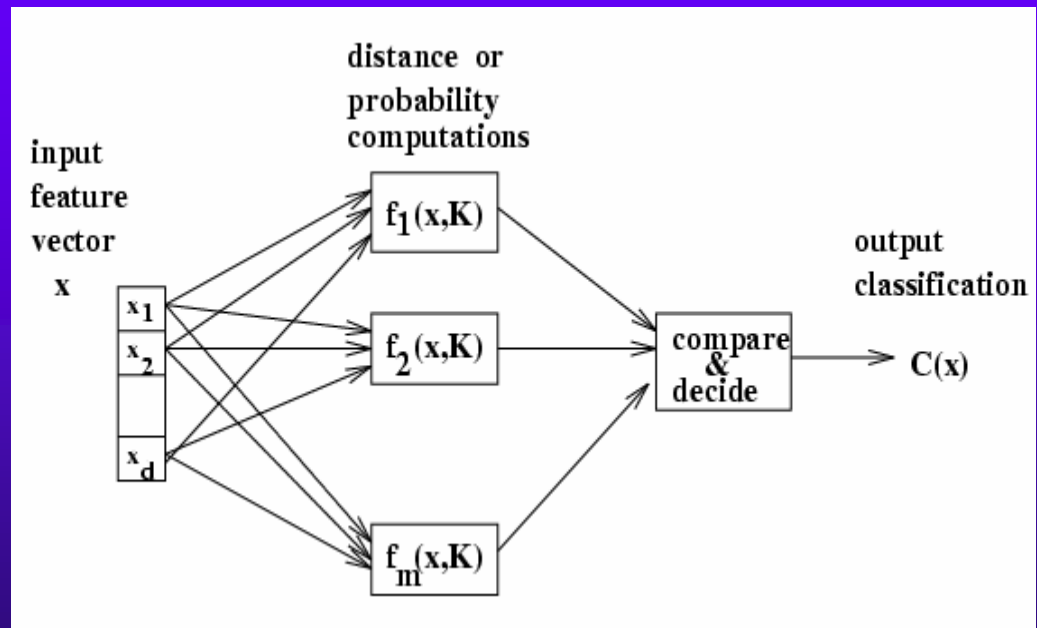 distance or
probability
computations
input
feature
vector
x
x1
x2
xd
f1(x,K)
f2(x,K)
fm(x,K)
compare
&
decide
output
classification
C(x)